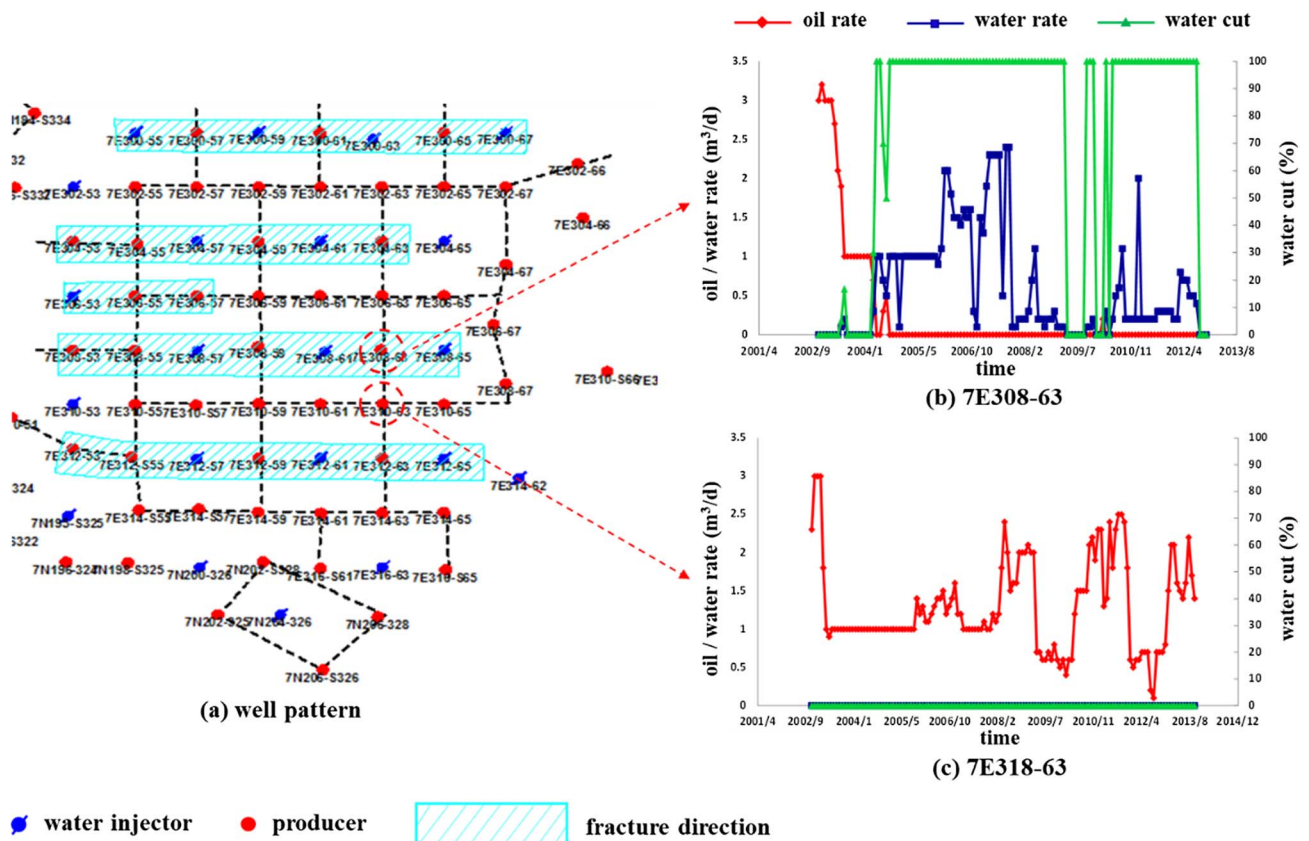 oil rate water rate water cut
N194-S334
32
7E300-55 7E300-57 7E300-59 7E300-61 7E300-63 7E300-65 7E300-67
7E302-66
S-S332 7E302-53 7E302-55 7E302-57 7E302-59 7E302-61 7E302-63 7E302-65 7E302-67
7E304-66
7E304-53 7E304-55 7E304-57 7E304-59 7E304-61 7E304-63 7E304-65
7E304-67
7E306-53 7E306-55 7E306-57 7E306-59 7E306-61 7E306-63 7E306-65
7E306-67
7E308-53 7E308-55 7E308-57 7E308-59 7E308-61 7E308-63 7E308-65
7E308-67 7E310-S66 7E3
7E310-53 7E310-55 7E310-S57 7E310-59 7E310-61 7E310-63 7E310-65
7E312-53 7E312-S55 7E312-57 7E312-59 7E312-61 7E312-63 7E312-65
7E314-62
324
7N195-S325 7E314-S55 7E314-S57 7E314-59 7E314-61 7E314-63 7E314-65
S322
7N196-324 7N198-S325 7N200-326 7N202-S328 7E316-S61 7E316-63 7E316-S65
7N202-S25 7N204-326 7N206-328
7N206-S326
(a) well pattern
oil / water rate (m³/d)
3.5
3
2.5
2
1.5
1
0.5
0
100
90
80
70
60
50
40
30
20
10
0
water cut (%)
2001/4 2002/9 2004/1 2005/5 2006/10 2008/2 2009/7 2010/11 2012/4 2013/8
time
(b) 7E308-63
oil / water rate (m³/d)
3.5
3
2.5
2
1.5
1
0.5
0
100
90
80
70
60
50
40
30
20
10
0
water cut (%)
2001/4 2002/9 2004/1 2005/5 2006/10 2008/2 2009/7 2010/11 2012/4 2013/8 2014/12
time
(c) 7E318-63
water injector producer fracture direction